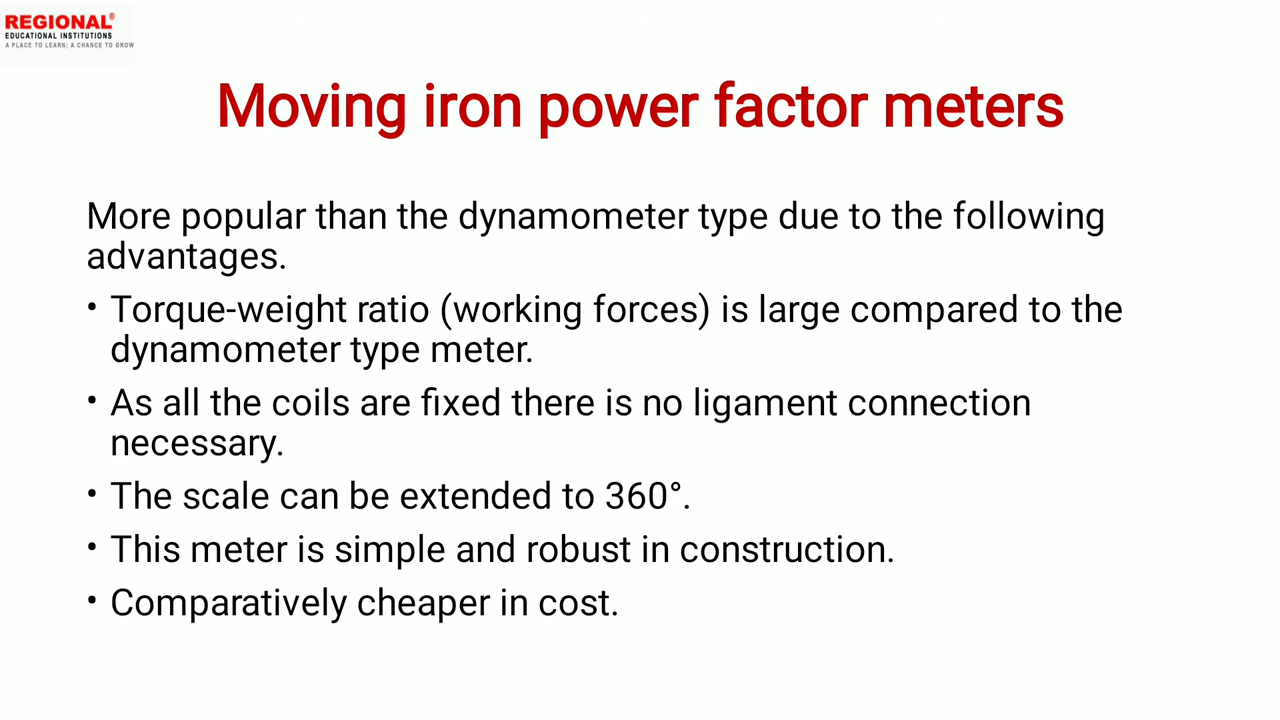 REGIONAL®
EDUCATIONAL INSTITUTIONS
A PLACE TO LEARN; A CHANCE TO GROW
Moving iron power factor meters
More popular than the dynamometer type due to the following
advantages.
• Torque-weight ratio (working forces) is large compared to the
dynamometer type meter.
• As all the coils are fixed there is no ligament connection
necessary.
• The scale can be extended to 360°.
• This meter is simple and robust in construction.
• Comparatively cheaper in cost.